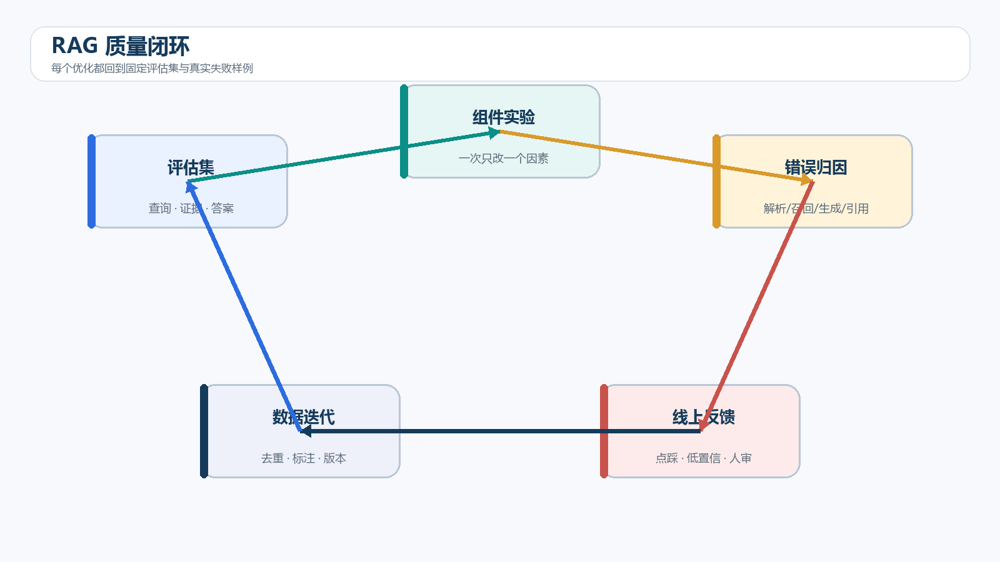 RAG 质量闭环
每个优化都回到固定评估集与真实失败样例
组件实验
一次只改一个因素
评估集
查询 · 证据 · 答案
错误归因
解析/召回/生成/引用
数据迭代
去重 · 标注 · 版本
线上反馈
点踩 · 低置信 · 人审